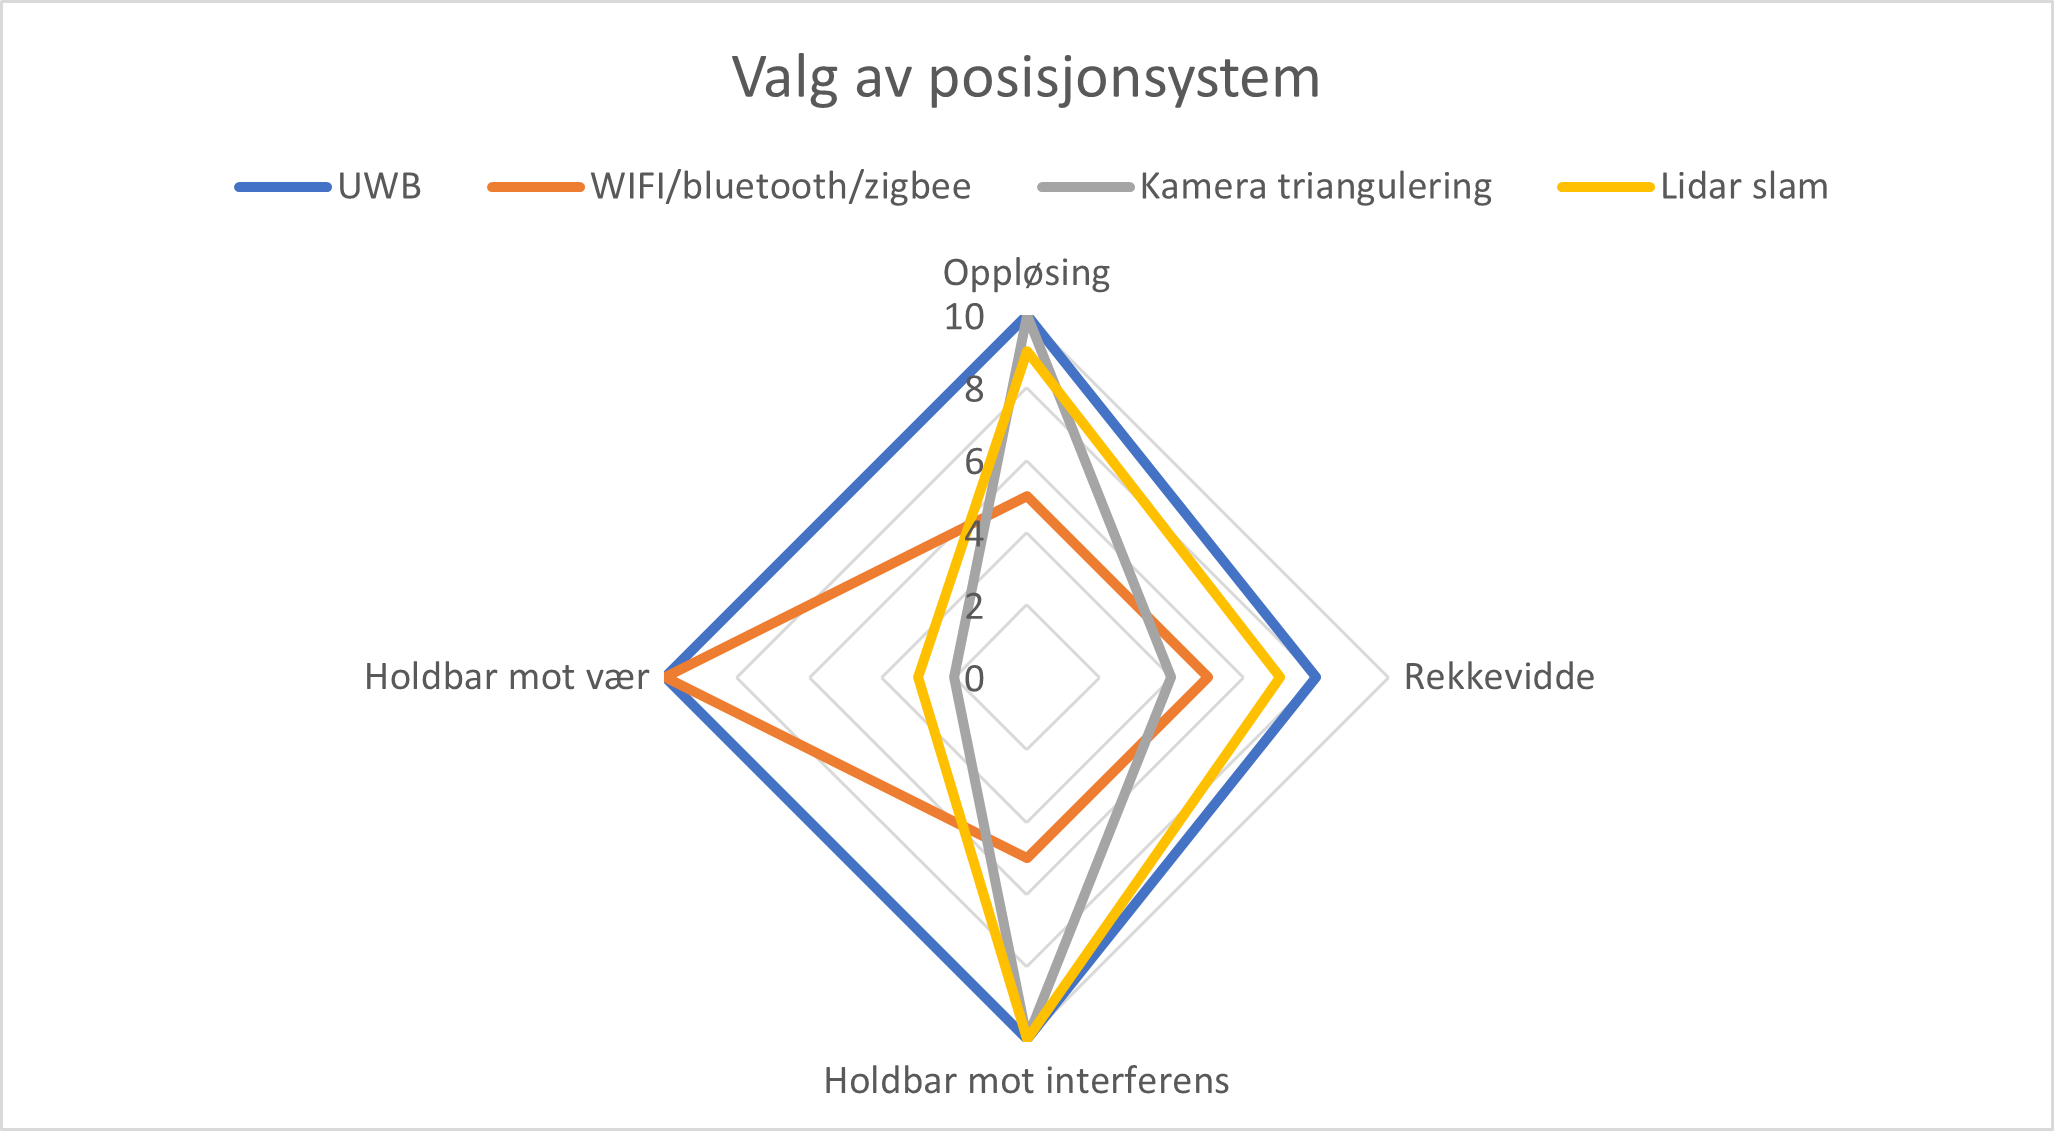 Valg av posisjonsystem
UWB WIFI/bluetooth/zigbee Kamera triangulering Lidar slam
Oppløsing
10
8
6
4
2
0
Holdbar mot vær
Rekkevidde
Holdbar mot interferens